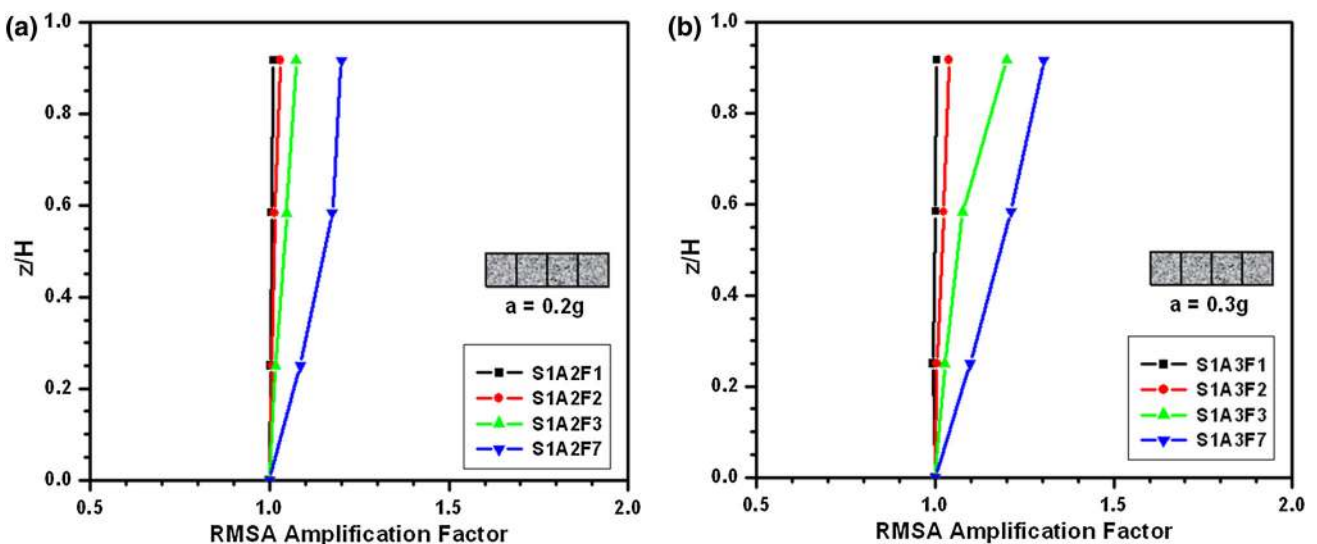 (a)
1.0
0.8
0.6
0.4
0.2
0.0
z/H
0.5
1.0
1.5
2.0
RMSA Amplification Factor
a = 0.2g
S1A2F1
S1A2F2
S1A2F3
S1A2F7
(b)
1.0
0.8
0.6
0.4
0.2
0.0
z/H
0.5
1.0
1.5
2.0
RMSA Amplification Factor
a = 0.3g
S1A3F1
S1A3F2
S1A3F3
S1A3F7